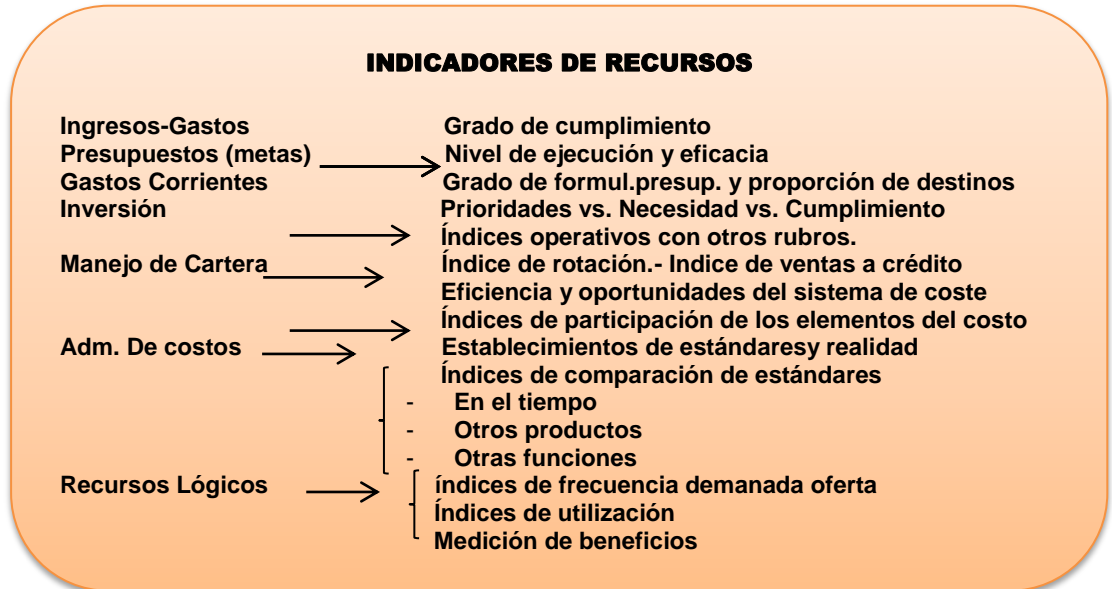 INDICADORES DE RECURSOS
Ingresos-Gastos Grado de cumplimiento
Presupuestos (metas) Nivel de ejecución y eficacia
Gastos Corrientes Grado de formul.presup. y proporción de destinos
Inversión Prioridades vs. Necesidad vs. Cumplimiento
Índices operativos con otros rubros.
Manejo de Cartera Índice de rotación.- Indice de ventas a crédito
Eficiencia y oportunidades del sistema de coste
Índices de participación de los elementos del costo
Adm. De costos Establecimientos de estándaresy realidad
Índices de comparación de estándares
- En el tiempo
- Otros productos
- Otras funciones
Recursos Lógicos índices de frecuencia demanada oferta
Índices de utilización
Medición de beneficios